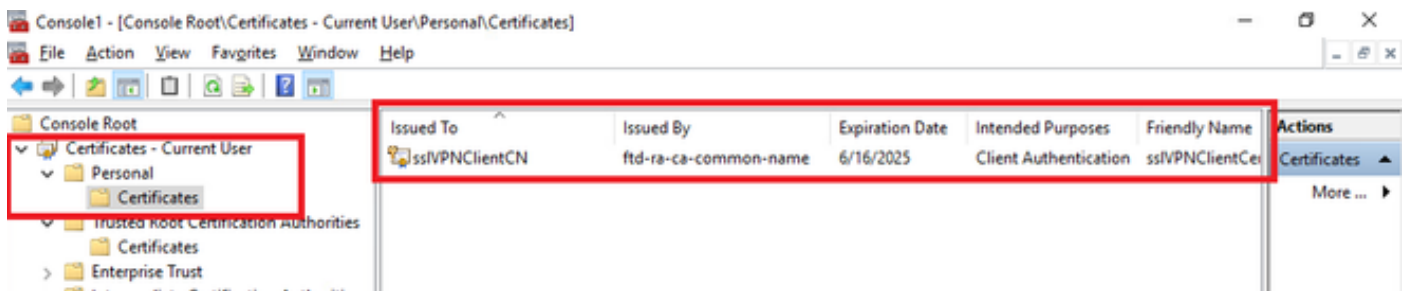 Console1 - [Console Root\Certificates - Current User\Personal\Certificates]
File Action View Favorites Window Help
Console Root
Certificates - Current User
Personal
Certificates
Trusted Root Certification Authorities
Certificates
Enterprise Trust
Issued To Issued By Expiration Date Intended Purposes Friendly Name
sslVPNClientCN ftd-ra-ca-common-name 6/16/2025 Client Authentication sslVPNClientCer
Actions
Certificates
More ...